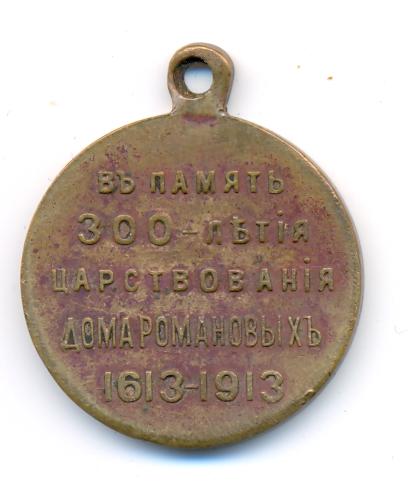 ВЪ ПАМЯТЬ
300-ЛѢТІЯ
ЦАРСТВОВАНІЯ
ДОМА РОМАНОВЫХЪ
1613-1913